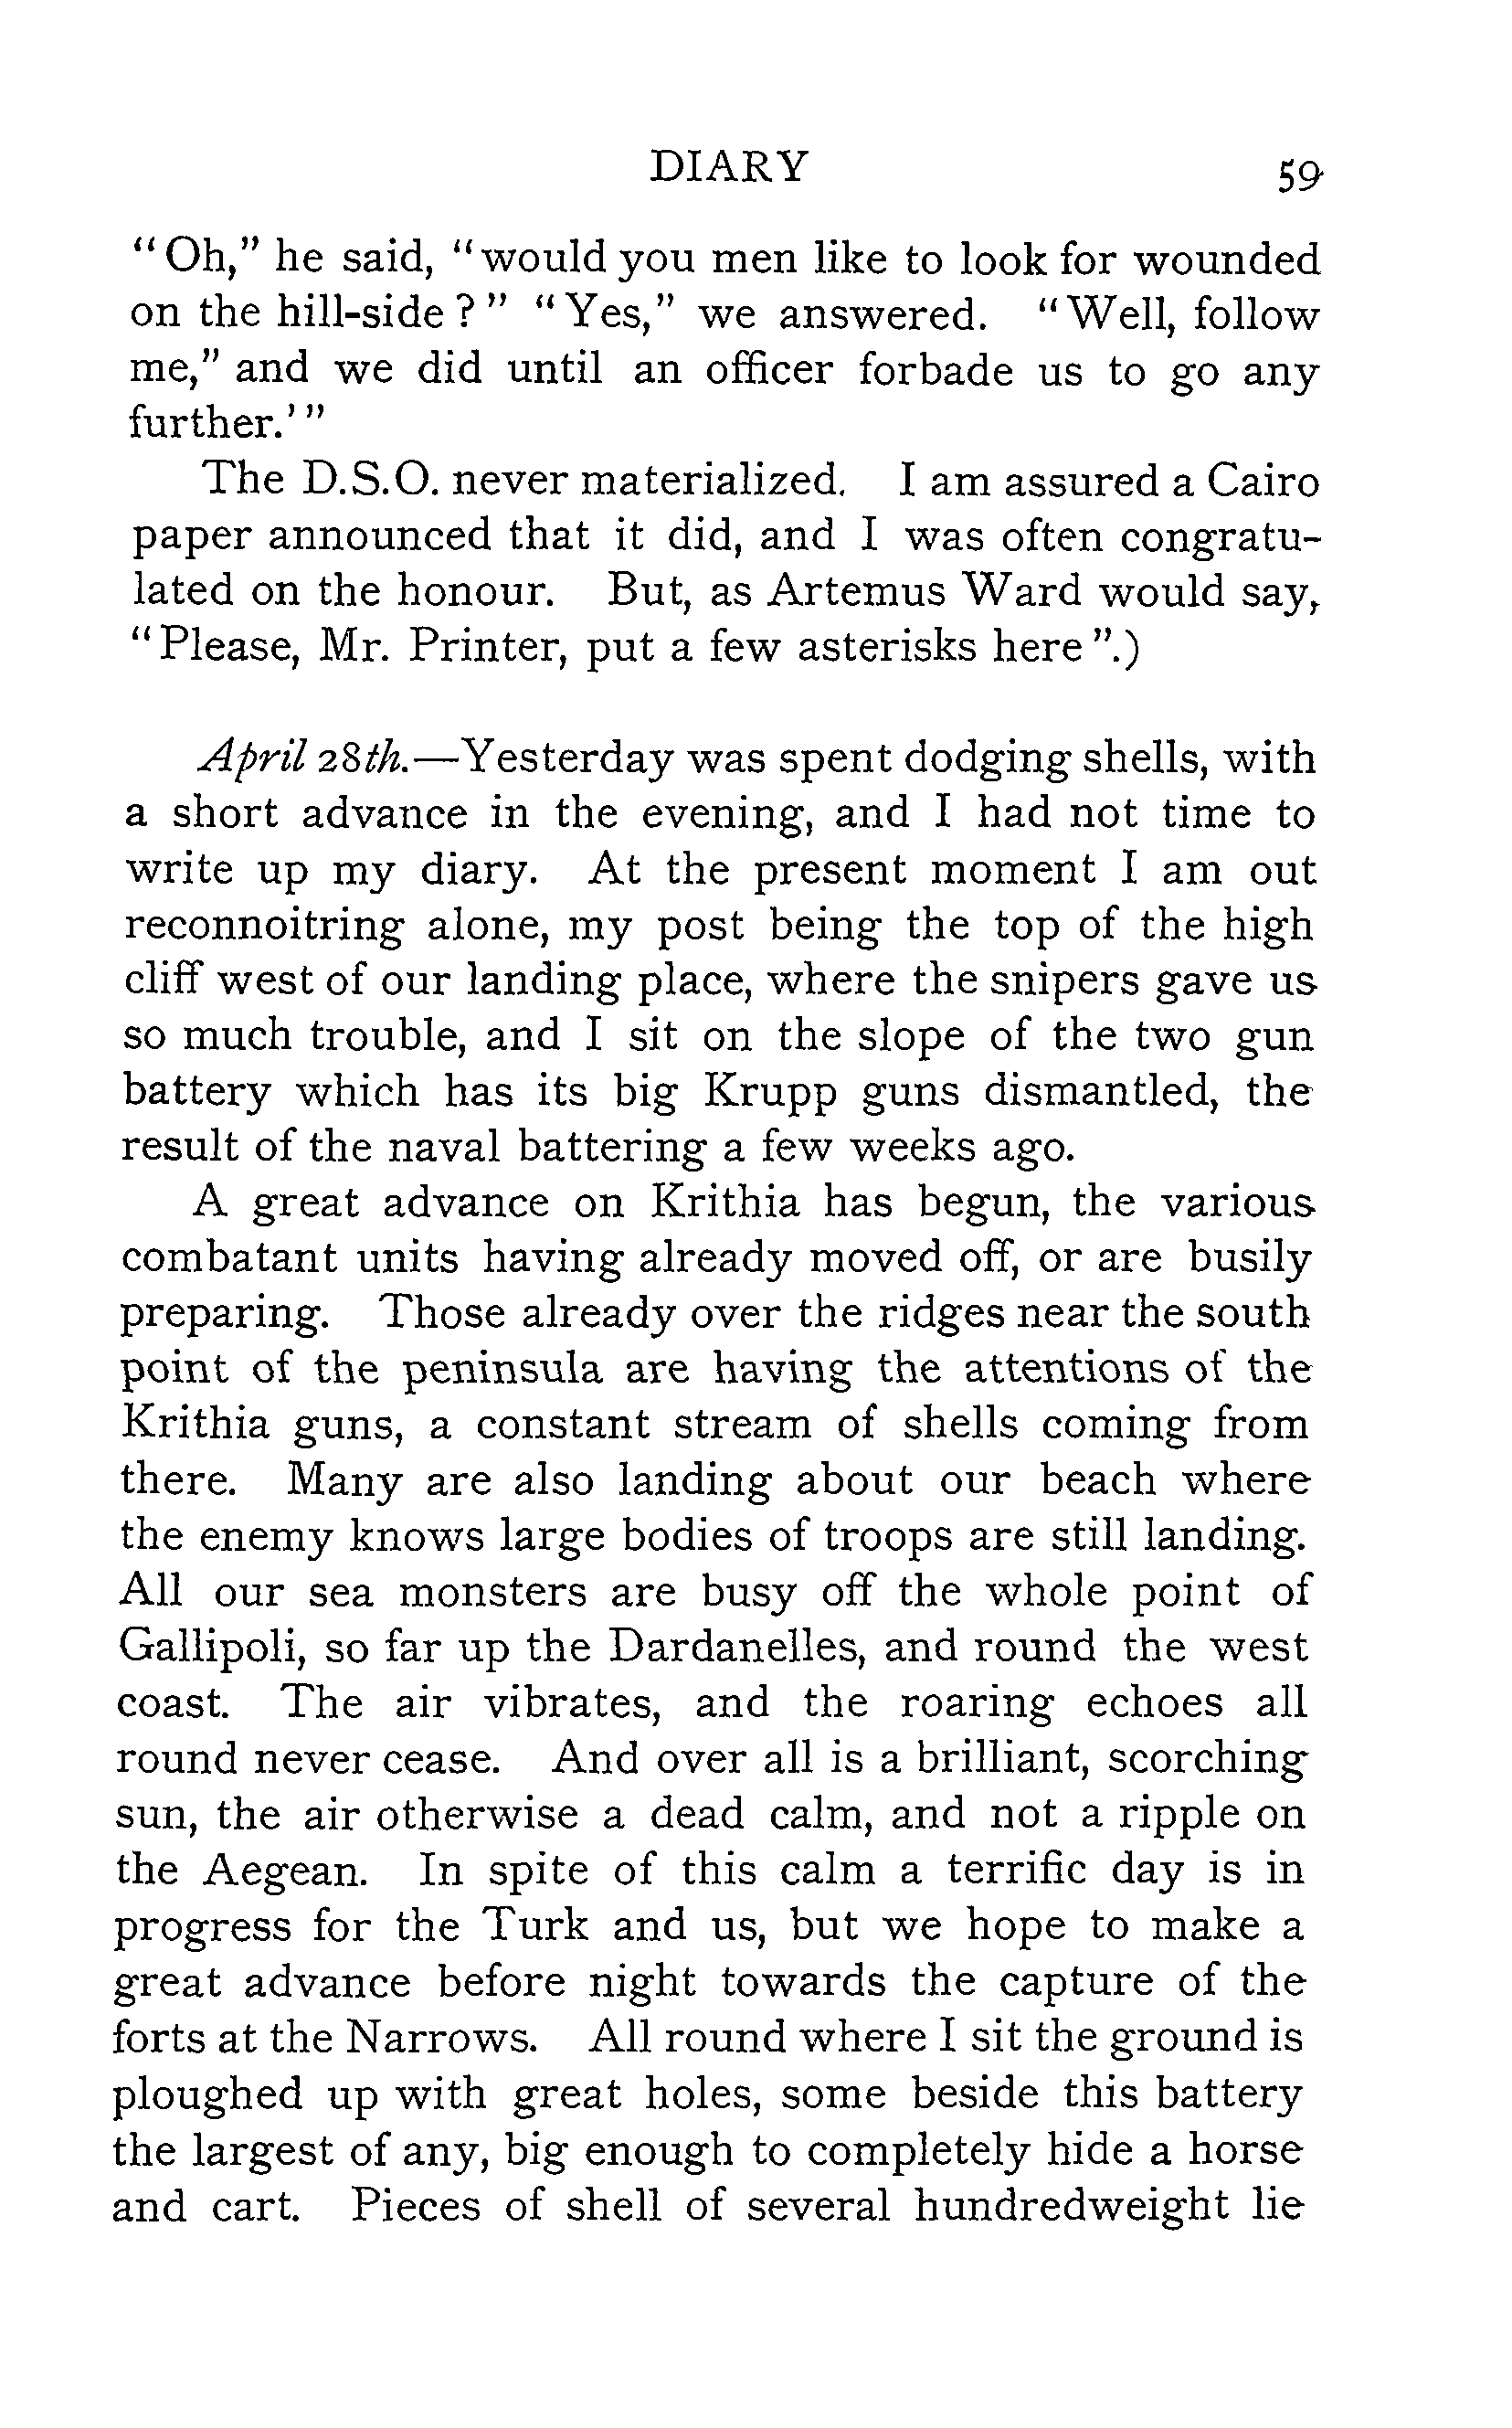 DIARY 59
“Oh,” he said, “would you men like to look for wounded
on the hill-side?” “Yes,” we answered. “Well, follow
me,” and we did until an officer forbade us to go any
further.’”
The D.S.O. never materialized. I am assured a Cairo
paper announced that it did, and I was often congratu-
lated on the honour. But, as Artemus Ward would say,
“Please, Mr. Printer, put a few asterisks here”.)
April 28th.—Yesterday was spent dodging shells, with
a short advance in the evening, and I had not time to
write up my diary. At the present moment I am out
reconnoitring alone, my post being the top of the high
cliff west of our landing place, where the snipers gave us
so much trouble, and I sit on the slope of the two gun
battery which has its big Krupp guns dismantled, the
result of the naval battering a few weeks ago.
A great advance on Krithia has begun, the various
combatant units having already moved off, or are busily
preparing. Those already over the ridges near the south
point of the peninsula are having the attentions of the
Krithia guns, a constant stream of shells coming from
there. Many are also landing about our beach where
the enemy knows large bodies of troops are still landing.
All our sea monsters are busy off the whole point of
Gallipoli, so far up the Dardanelles, and round the west
coast. The air vibrates, and the roaring echoes all
round never cease. And over all is a brilliant, scorching
sun, the air otherwise a dead calm, and not a ripple on
the Aegean. In spite of this calm a terrific day is in
progress for the Turk and us, but we hope to make a
great advance before night towards the capture of the
forts at the Narrows. All round where I sit the ground is
ploughed up with great holes, some beside this battery
the largest of any, big enough to completely hide a horse
and cart. Pieces of shell of several hundredweight lie